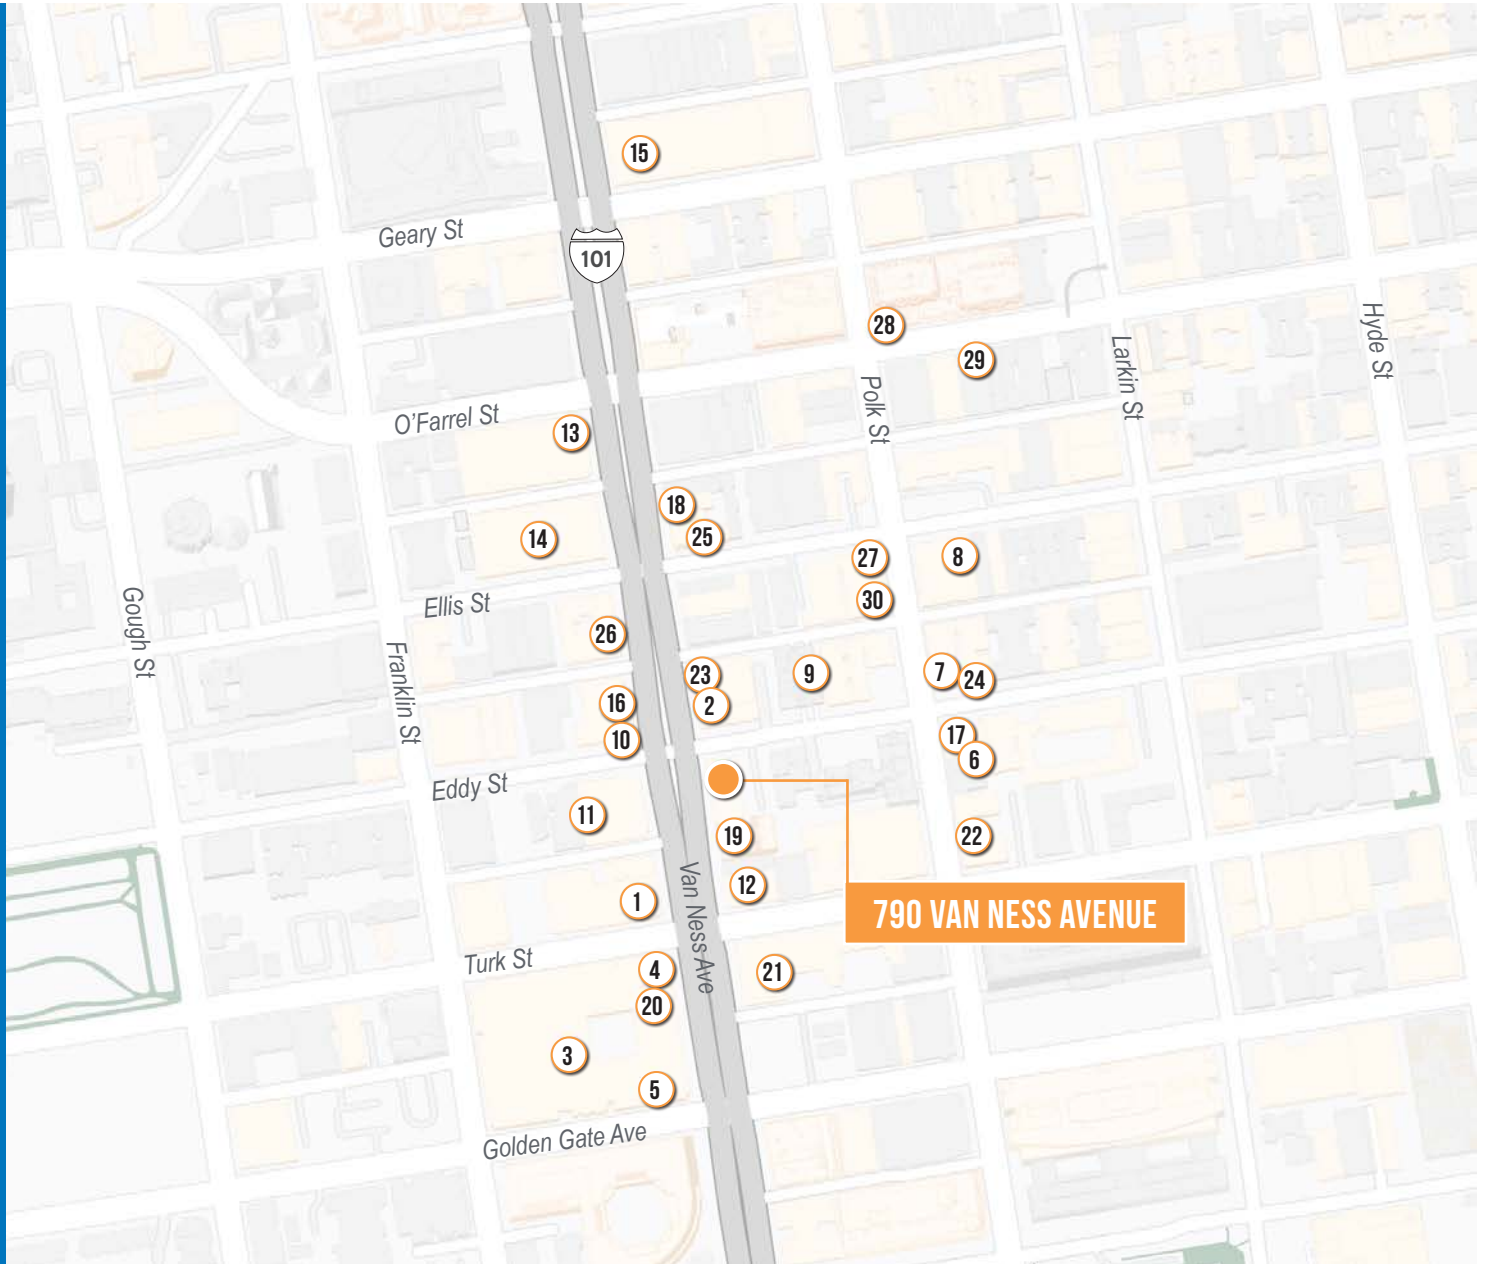 15
Geary St
101
28
Hyde St
29
Larkin St
O'Farrel St
Polk St
13
18
25
14
27
8
Ellis St
30
Gough St
26
Franklin St
23
9
7
24
16
2
10
17
6
Eddy St
11
19
22
Van Ness Ave
12
1
790 VAN NESS AVENUE
Turk St
4
21
20
3
5
Golden Gate Ave